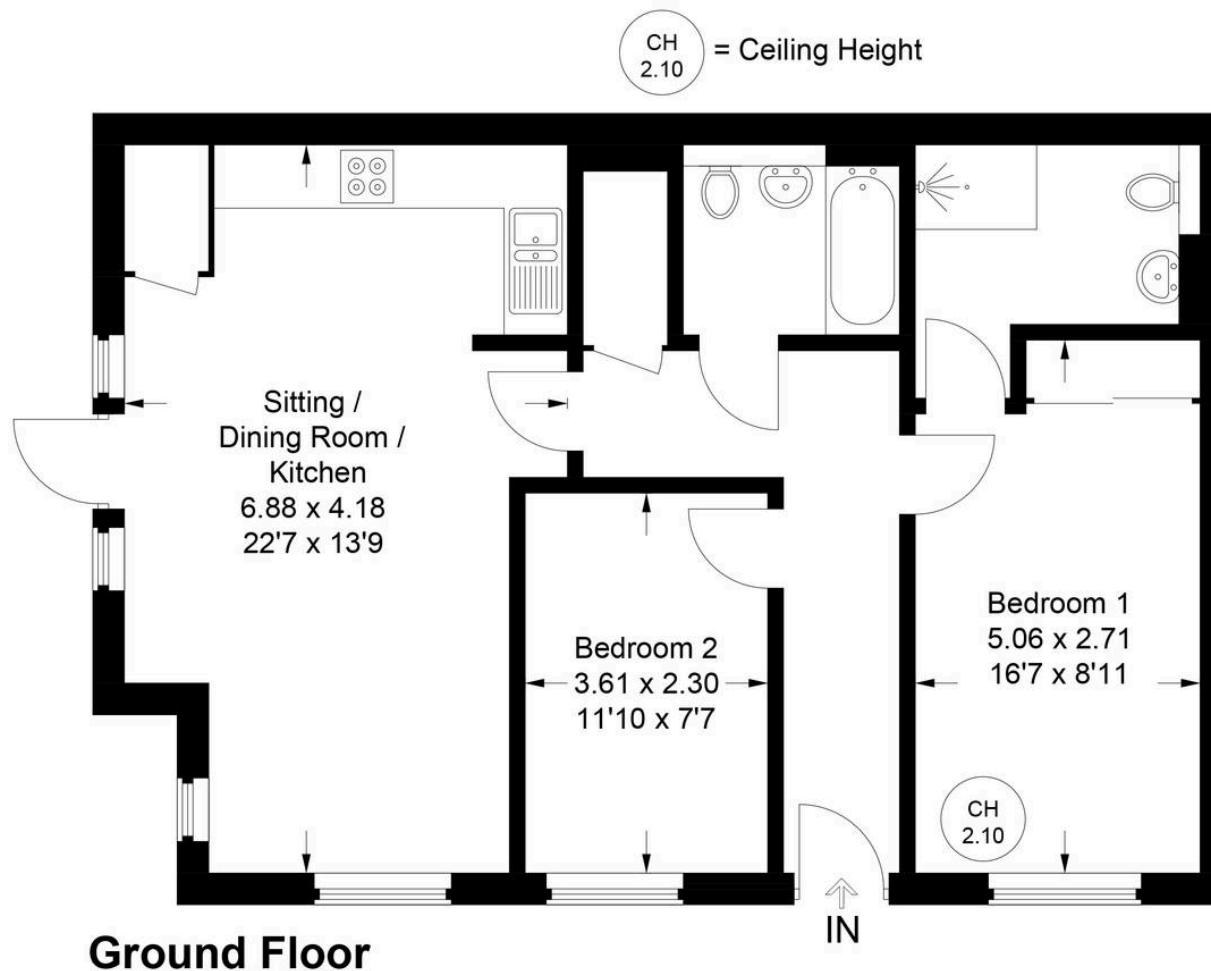 CH
2.10
= Ceiling Height
Sitting /
Dining Room /
Kitchen
6.88 x 4.18
22'7 x 13'9
Bedroom 2
3.61 x 2.30
11'10 x 7'7
Bedroom 1
5.06 x 2.71
16'7 x 8'11
CH
2.10
IN
Ground Floor